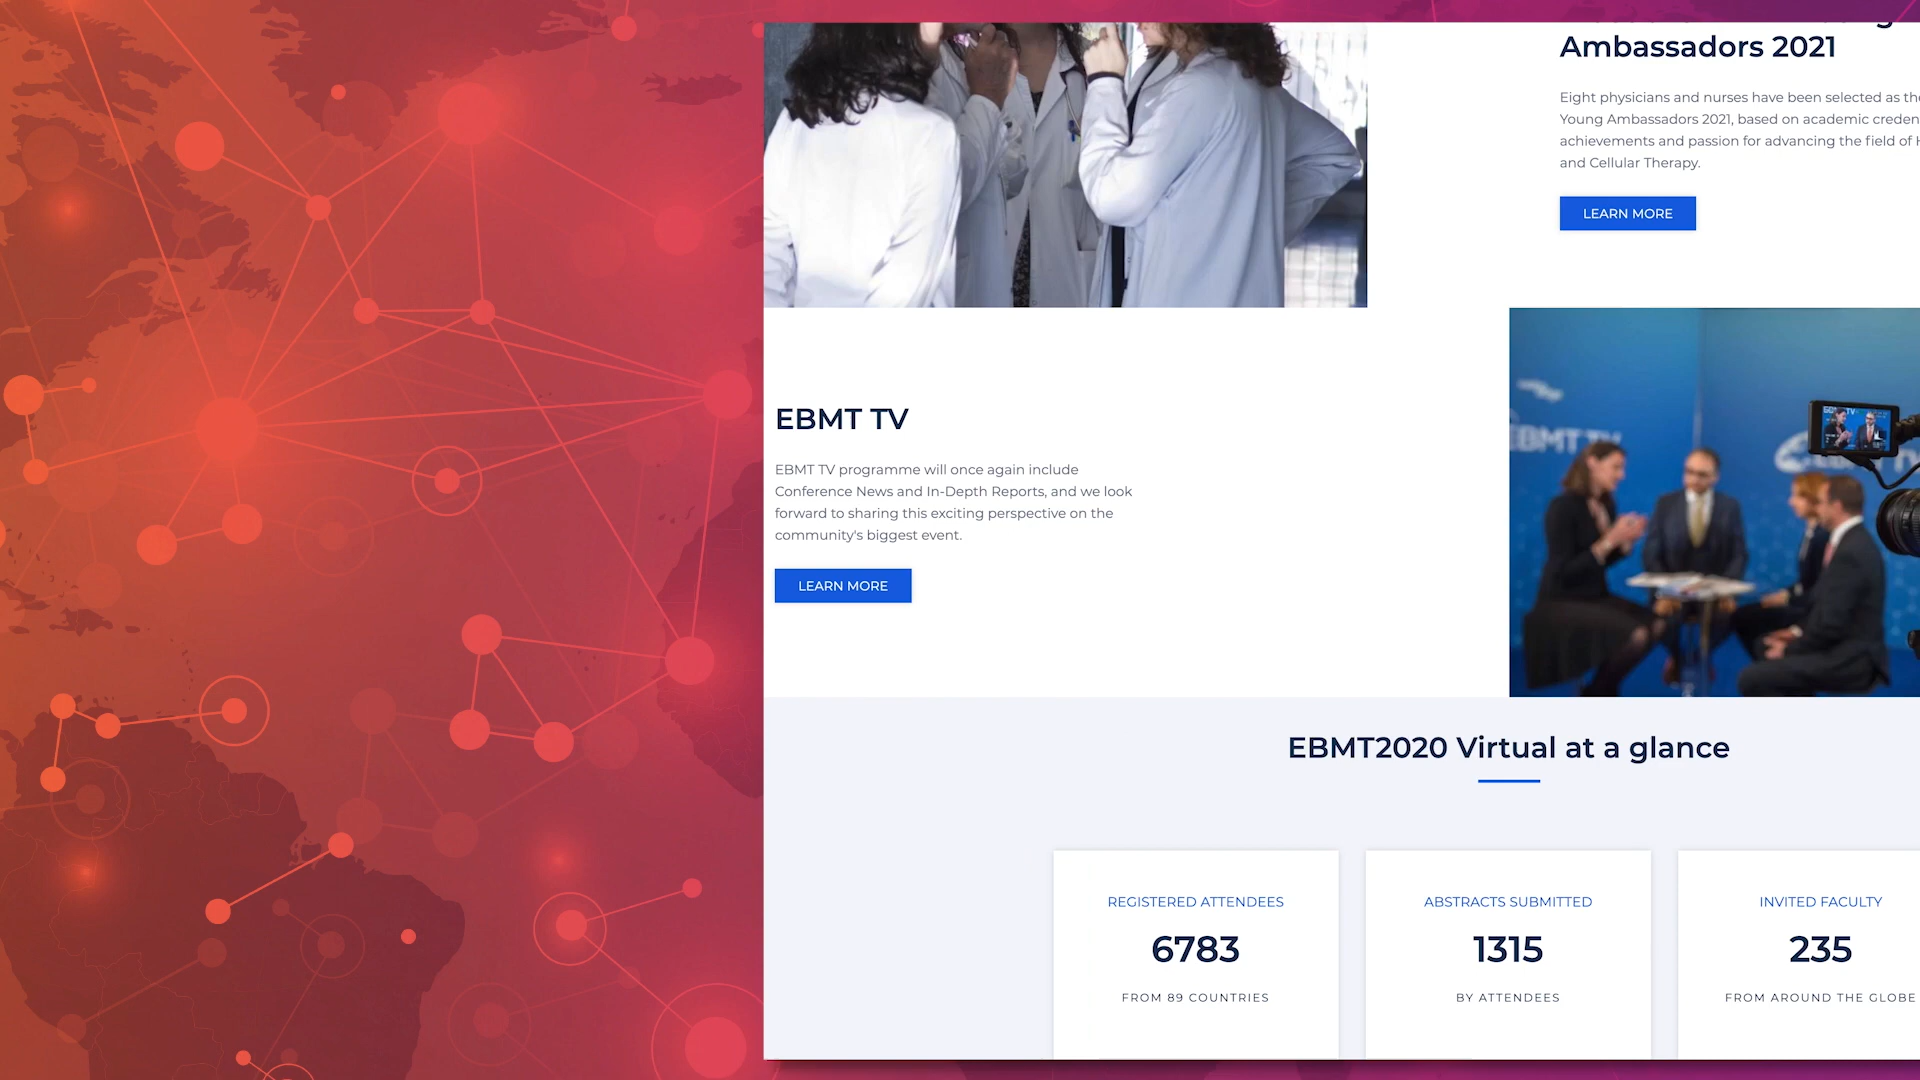 Ambassadors 2021
Eight physicians and nurses have been selected as the
Young Ambassadors 2021, based on academic creden
achievements and passion for advancing the field of H
and Cellular Therapy.
LEARN MORE
EBMT TV
EBMT TV programme will once again include
Conference News and In-Depth Reports, and we look
forward to sharing this exciting perspective on the
community's biggest event.
LEARN MORE
EBMT TV
EBMT2020 Virtual at a glance
REGISTERED ATTENDEES
6783
FROM 89 COUNTRIES
ABSTRACTS SUBMITTED
1315
BY ATTENDEES
INVITED FACULTY
235
FROM AROUND THE GLOBE